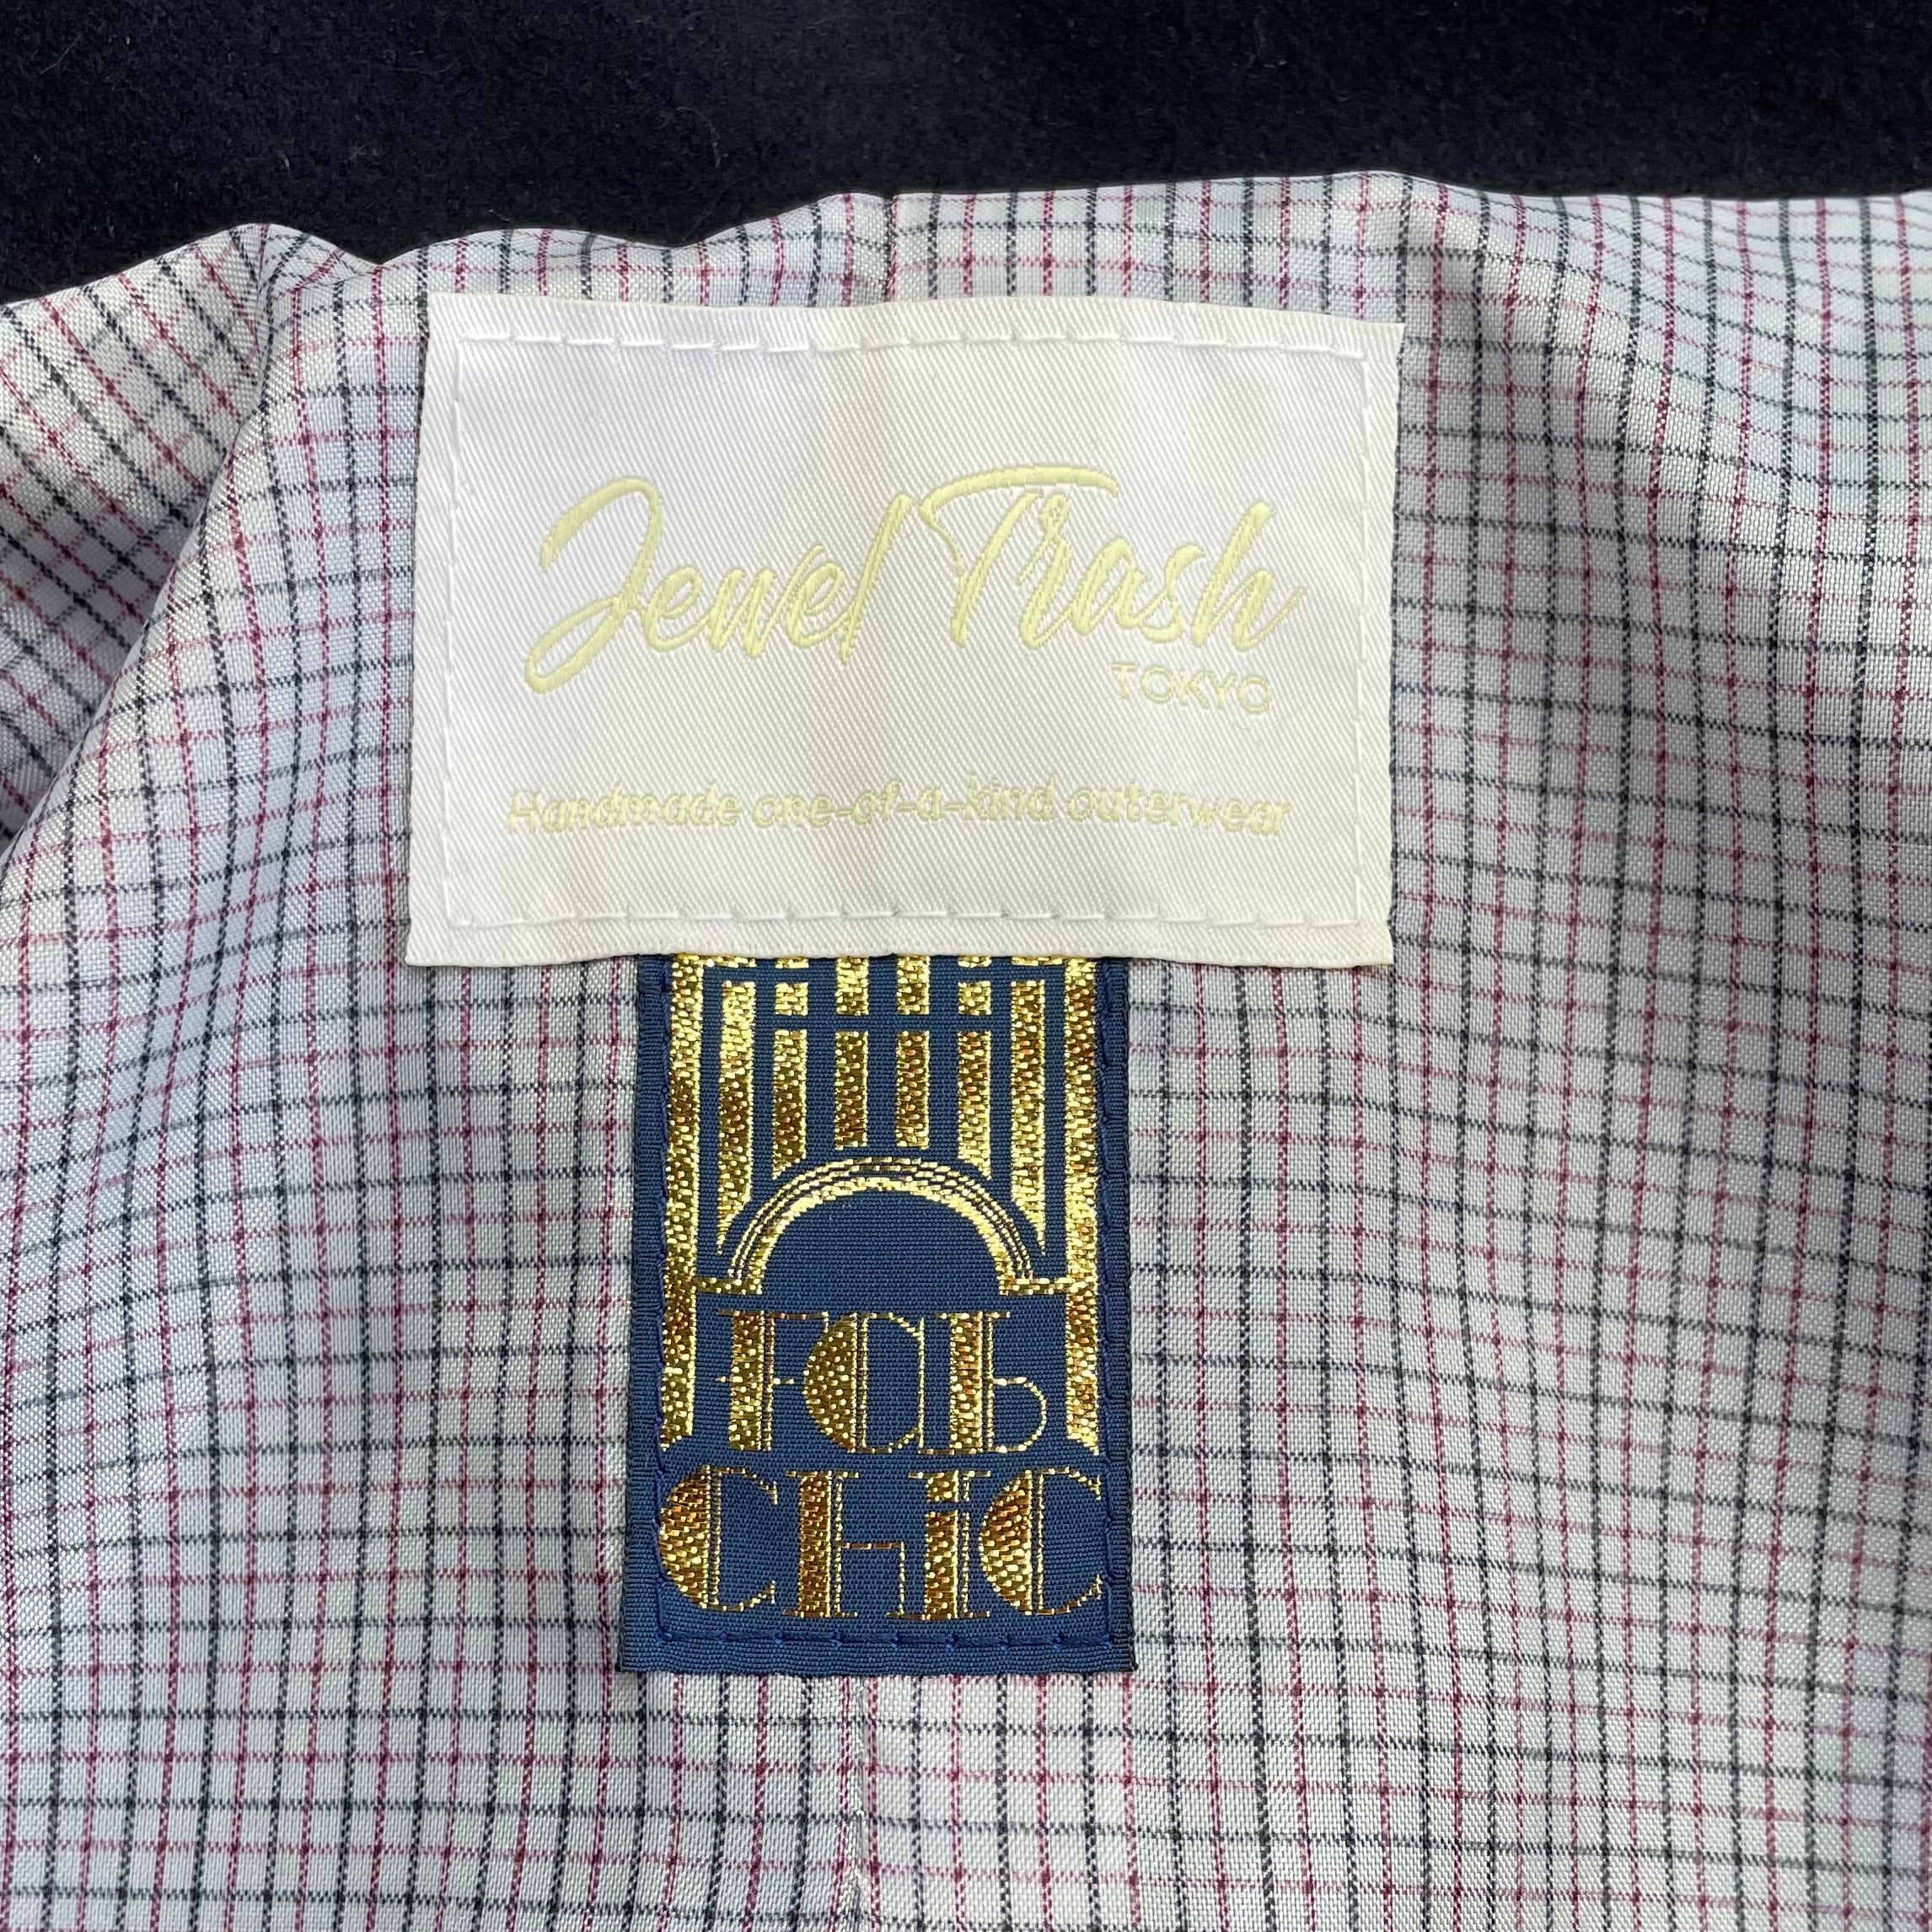 Jewel Trash
TOKYO
Handmade one-of-a-kind outerwear
Fab
CHiC